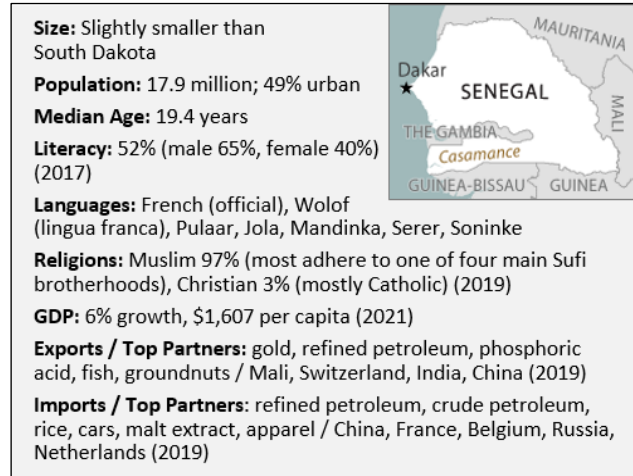 Size: Slightly smaller than
South Dakota
Population: 17.9 million; 49% urban
Median Age: 19.4 years
Literacy: 52% (male 65%, female 40%)
(2017)
Languages: French (official), Wolof
(lingua franca), Pulaar, Jola, Mandinka, Serer, Soninke
Religions: Muslim 97% (most adhere to one of four main Sufi
brotherhoods), Christian 3% (mostly Catholic) (2019)
GDP: 6% growth, $1,607 per capita (2021)
Exports / Top Partners: gold, refined petroleum, phosphoric
acid, fish, groundnuts / Mali, Switzerland, India, China (2019)
Imports / Top Partners: refined petroleum, crude petroleum,
rice, cars, malt extract, apparel / China, France, Belgium, Russia,
Netherlands (2019)
MAURITANIA
Dakar
SENEGAL
MALI
THE GAMBIA
Casamance
GUINEA-BISSAU
GUINEA